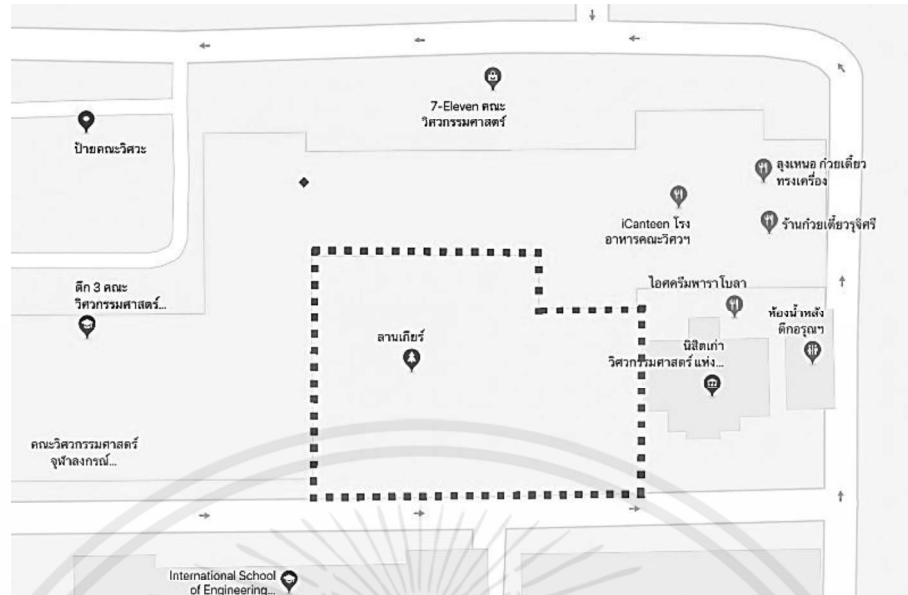 7-Eleven คณะ
วิศวกรรมศาสตร์
ป้ายคณะวิศวะ
ลุงเหนอ ก๋วยเตี๋ยว
ทรงเครื่อง
iCanteen โรง
อาหารคณะวิศวฯ
ร้านก๋วยเตี๋ยวรุจิศรี
ตึก 3 คณะ
วิศวกรรมศาสตร์...
ไอศครีมพาราโบลา
ห้องน้ำหลัง
ตึกอรุณฯ
ลานเกียร์
นิสิตเก่า
วิศวกรรมศาสตร์ แห่ง...
คณะวิศวกรรมศาสตร์
จุฬาลงกรณ์...
International School
of Engineering...